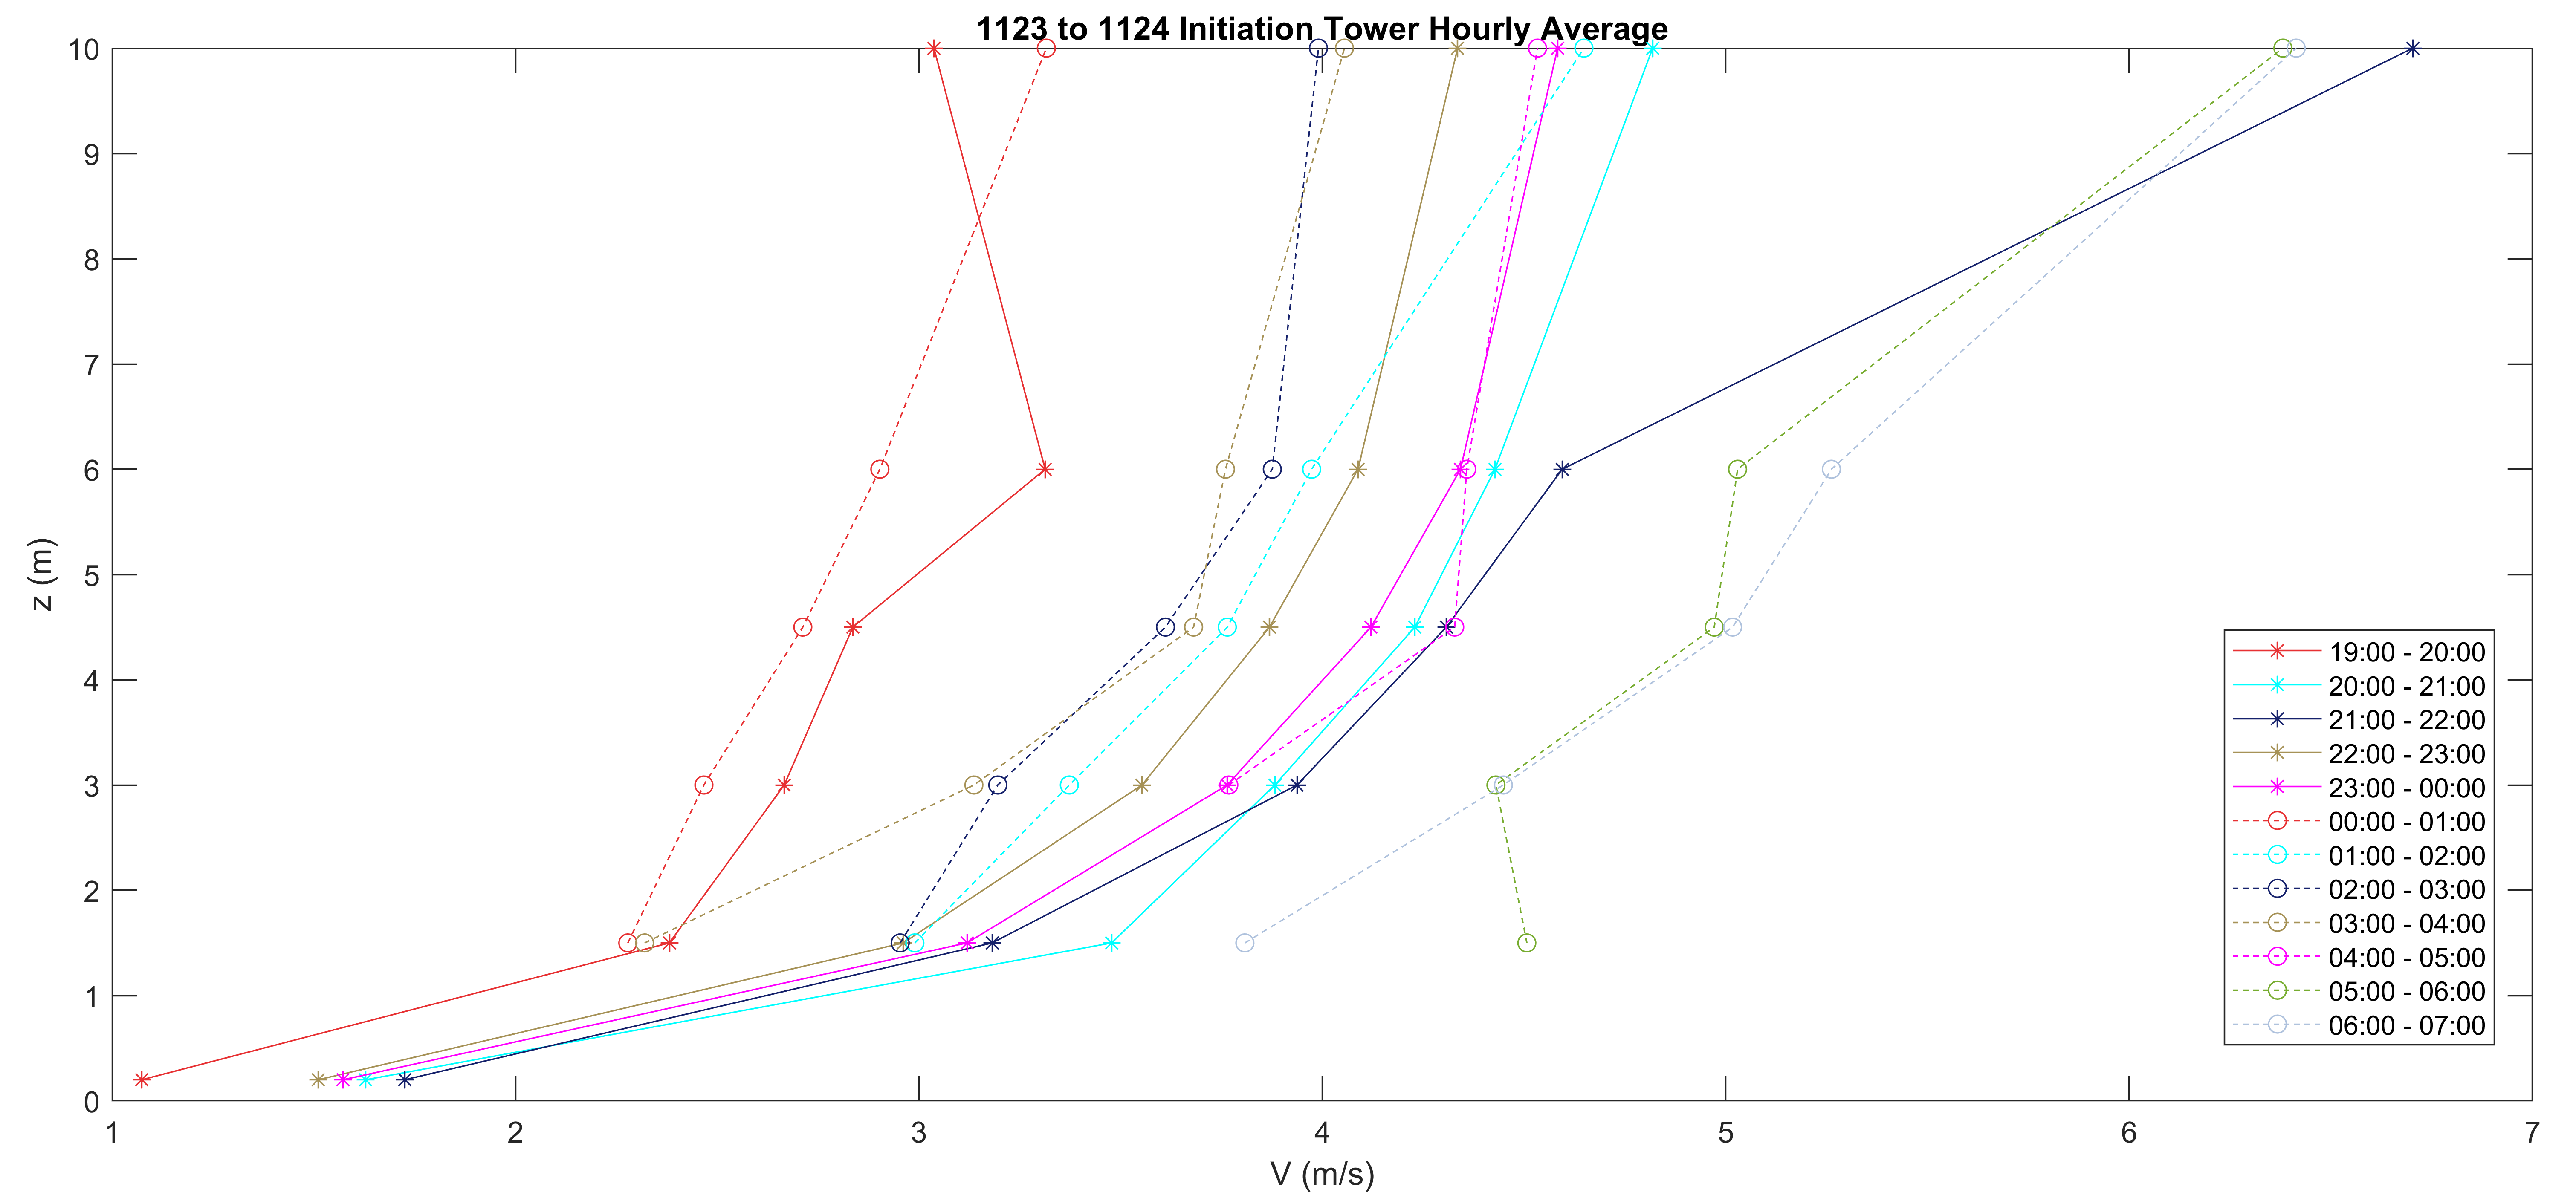 1123 to 1124 Initiation Tower Hourly Average
10
9
8
7
6
5
4
3
2
1
0
z (m)
1 2 3 4 5 6 7
V (m/s)
19:00 - 20:00
20:00 - 21:00
21:00 - 22:00
22:00 - 23:00
23:00 - 00:00
00:00 - 01:00
01:00 - 02:00
02:00 - 03:00
03:00 - 04:00
04:00 - 05:00
05:00 - 06:00
06:00 - 07:00